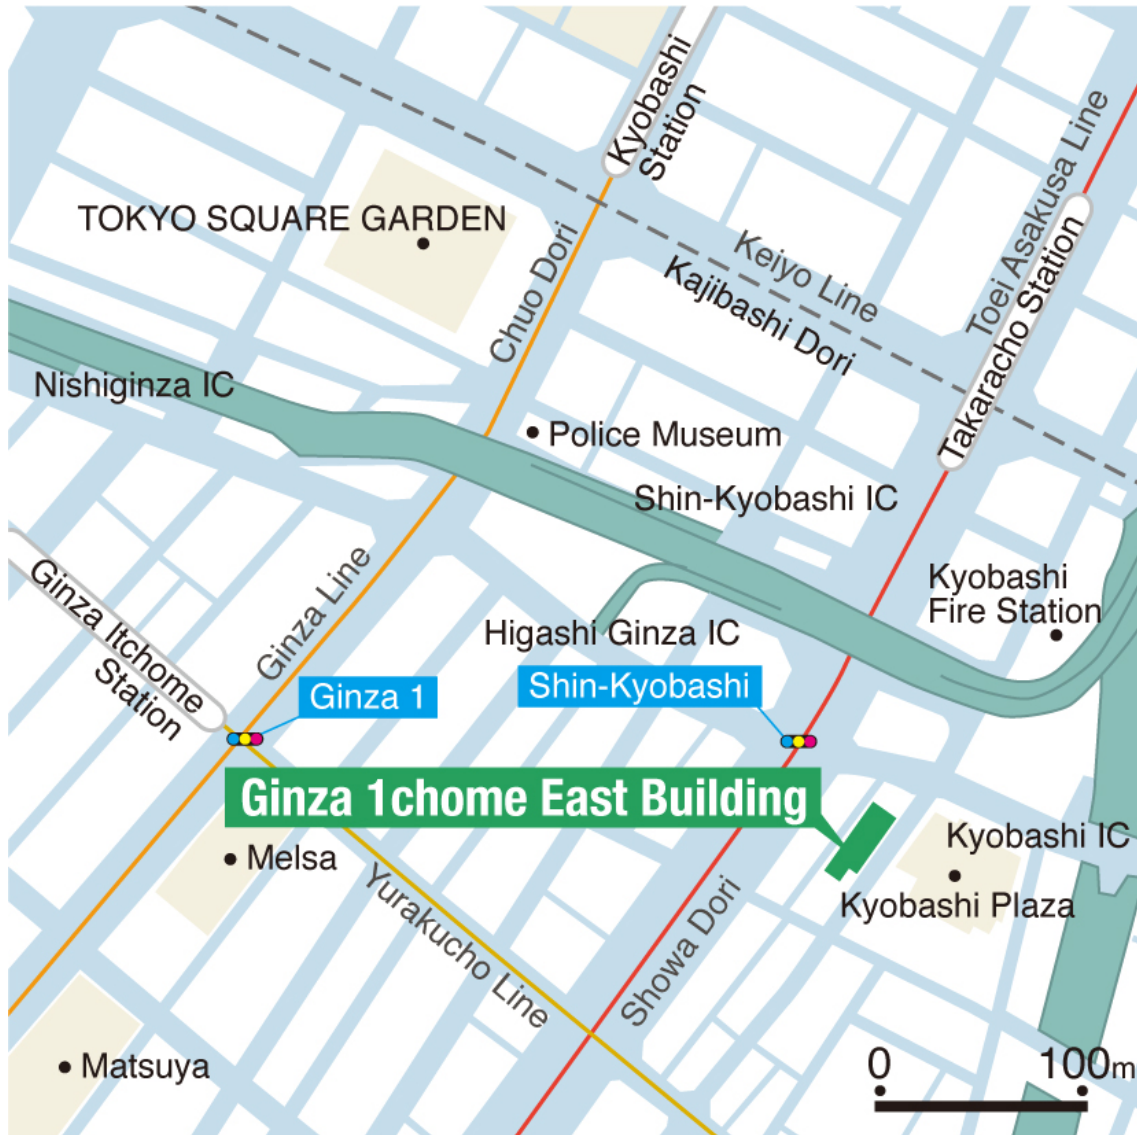 Kyobashi
Station
Toei Asakusa Line
TOKYO SQUARE GARDEN
Chuo Dori
Keiyo Line
Kajibashi Dori
Takaracho Station
Nishiginza IC
Police Museum
Shin-Kyobashi IC
Ginza Itchome
Station
Ginza Line
Kyobashi
Fire Station
Higashi Ginza IC
Ginza 1
Shin-Kyobashi
Ginza 1chome East Building
Melsa
Kyobashi IC
Kyobashi Plaza
Yurakucho Line
Showa Dori
Matsuya
0 100m